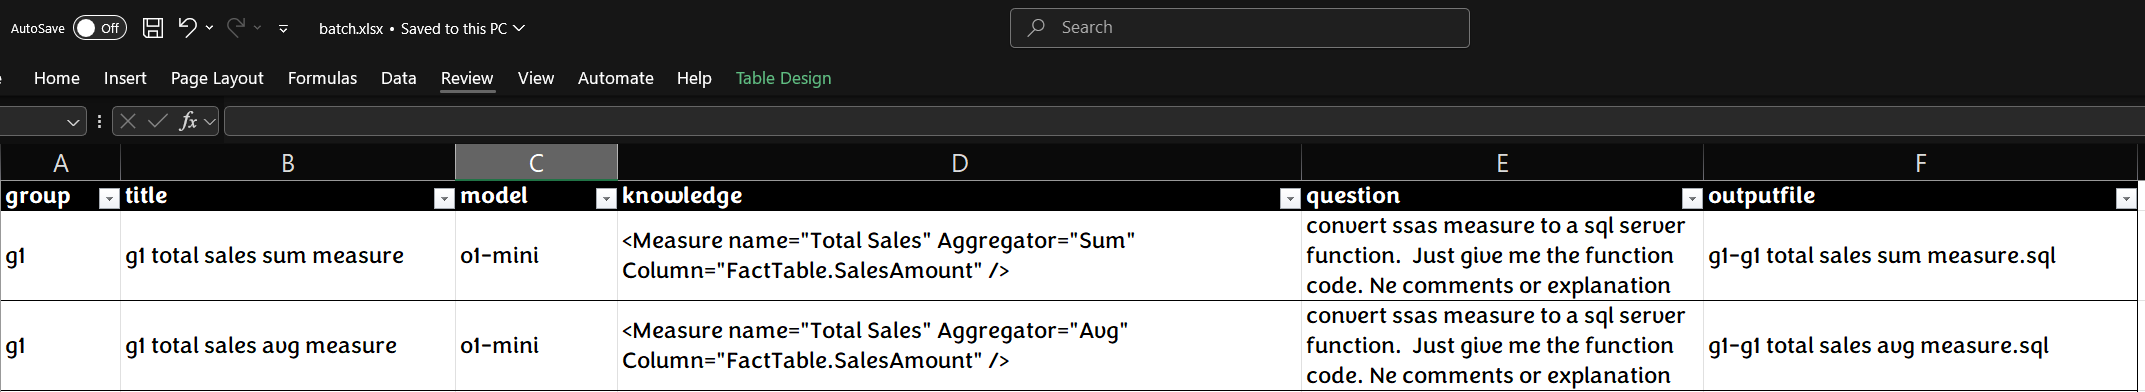 AutoSave Off batch.xlsx • Saved to this PC Search
Home Insert Page Layout Formulas Data Review View Automate Help Table Design
fx
A B C D E F
group title model knowledge question outputfile
g1
g1 total sales sum measure
o1-mini
<Measure name="Total Sales" Aggregator="Sum"
Column="FactTable.SalesAmount" />
convert ssas measure to a sql server
function. Just give me the function
code. Ne comments or explanation
g1-g1 total sales sum measure.sql
g1
g1 total sales avg measure
o1-mini
<Measure name="Total Sales" Aggregator="Avg"
Column="FactTable.SalesAmount" />
convert ssas measure to a sql server
function. Just give me the function
code. Ne comments or explanation
g1-g1 total sales avg measure.sql